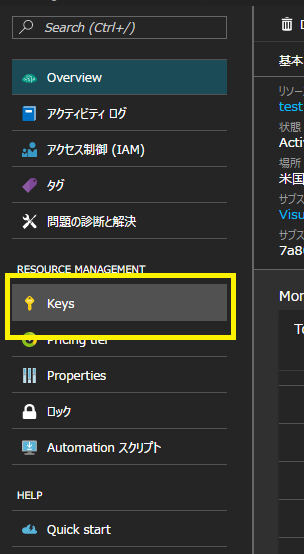 Search (Ctrl+/)
Overview
アクティビティ ログ
アクセス制御 (IAM)
タグ
問題の診断と解決
RESOURCE MANAGEMENT
Keys
Pricing tier
Properties
ロック
Automation スクリプト
HELP
Quick start
基本
リソー
test
状態
Activ
場所
米国
サブス
Visu
サブス
7a8
Mor
To